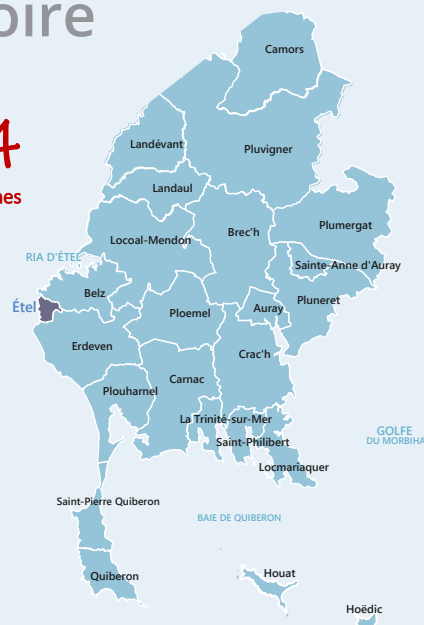 oire
4
nes
Camors
Landévant
Pluvigner
Landaul
Plumergat
Brec'h
Locoal-Mendon
RIA D'ÉTEL
Sainte-Anne d'Auray
Belz
Pluneret
Étel
Auray
Ploemel
Erdeven
Crac'h
Carnac
Plouharnel
La Trinité-sur-Mer
GOLFE
DU MORBIHA
Saint-Philibert
Locmariaquer
Saint-Pierre Quiberon
BAIE DE QUIBERON
Houat
Quiberon
Hoëdic